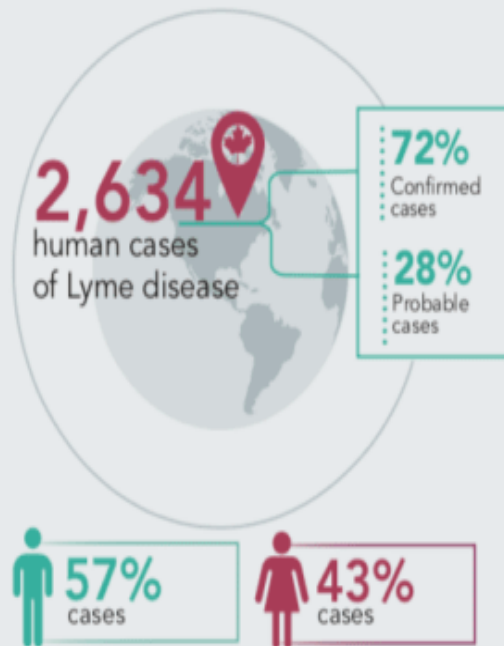 2,634
human cases
of Lyme disease
72%
Confirmed
cases
28%
Probable
cases
57%
cases
43%
cases